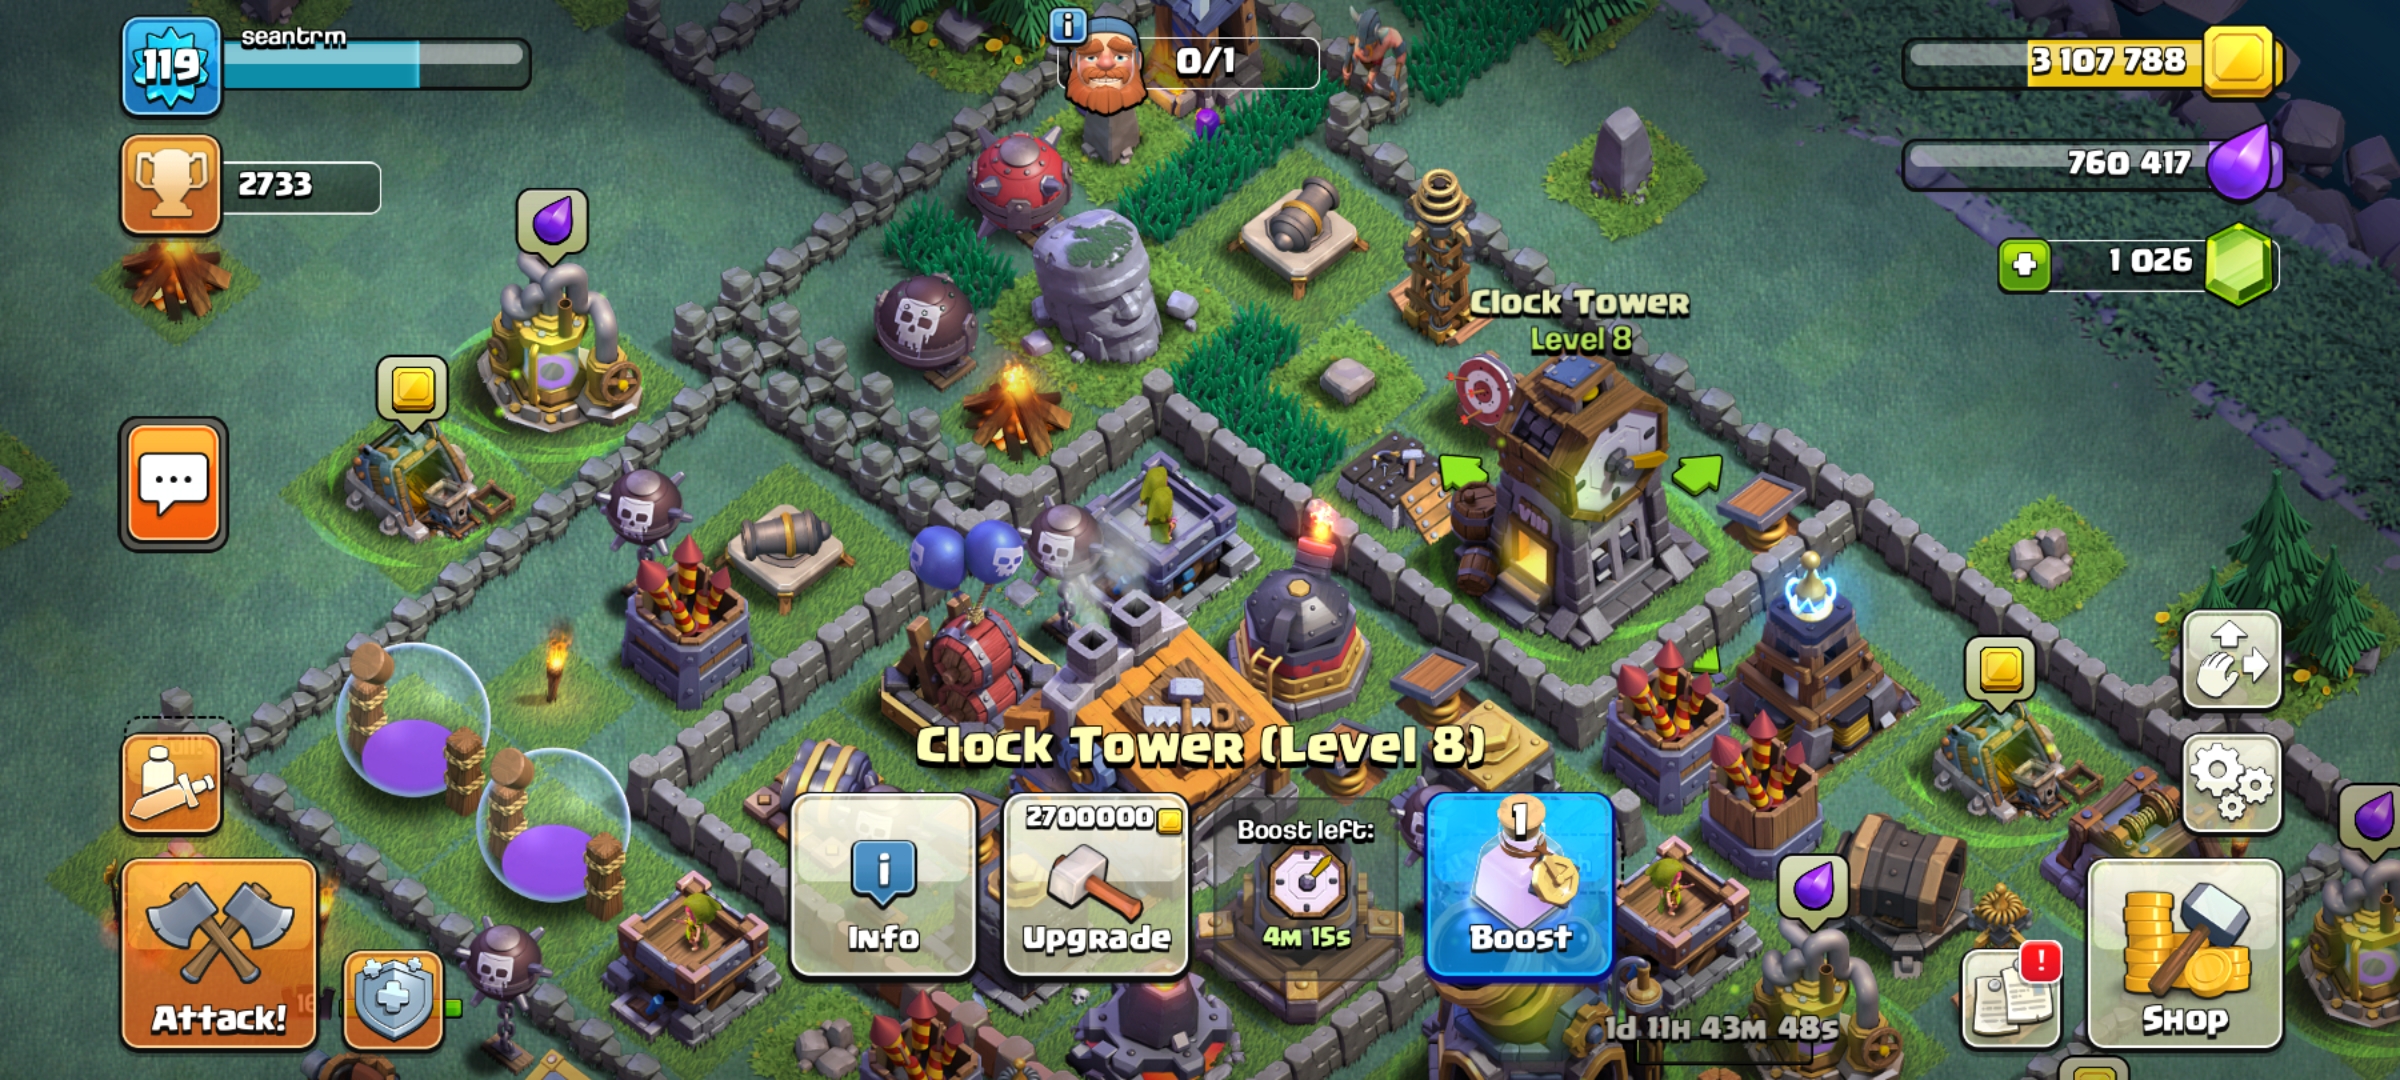 119
seantrm
0/1
3 107 788
2733
760 417
1 026
Clock Tower
Level 8
VIII
Clock Tower (Level 8)
2700000
Boost left:
1
Info
Upgrade
4M 15s
Boost
Attack!
1d 11H 43M 48s
!
Shop